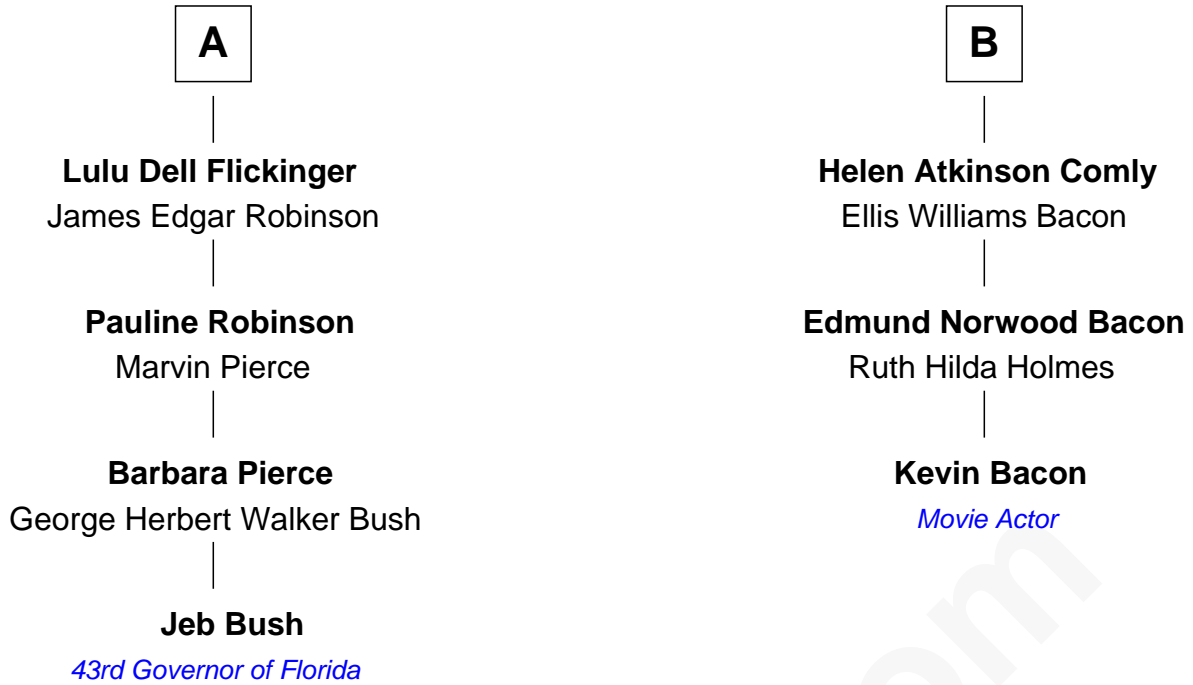 A
Lulu Dell Flickinger
James Edgar Robinson
Pauline Robinson
Marvin Pierce
Barbara Pierce
George Herbert Walker Bush
Jeb Bush
43rd Governor of Florida
B
Helen Atkinson Comly
Ellis Williams Bacon
Edmund Norwood Bacon
Ruth Hilda Holmes
Kevin Bacon
Movie Actor
om